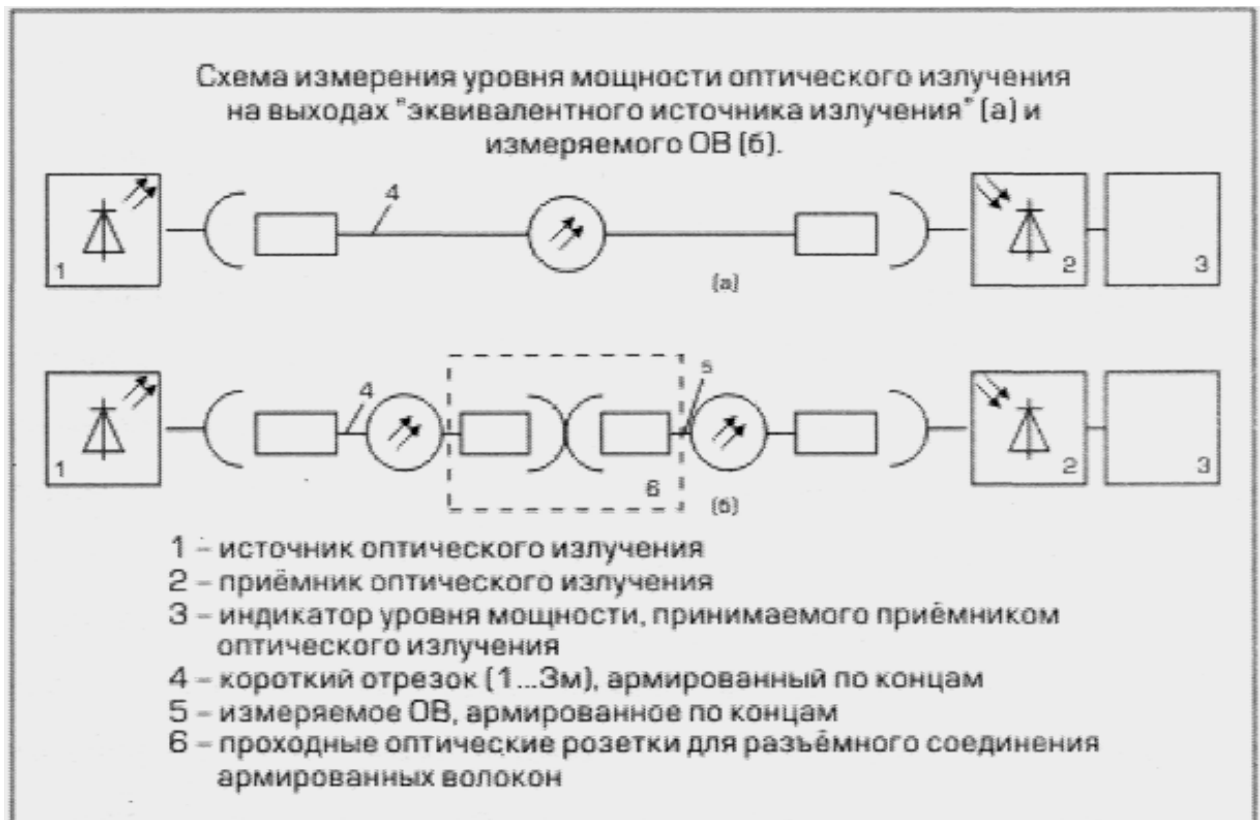 Схема измерения уровня мощности оптического излучения
на выходах "эквивалентного источника излучения" (а) и
измеряемого ОВ (б).
4
1
2
3
(а)
4
5
1
6
2
3
(б)
1 – источник оптического излучения
2 – приёмник оптического излучения
3 – индикатор уровня мощности, принимаемого приёмником
оптического излучения
4 – короткий отрезок (1...3м), армированный по концам
5 – измеряемое ОВ, армированное по концам
6 – проходные оптические розетки для разъёмного соединения
армированных волокон